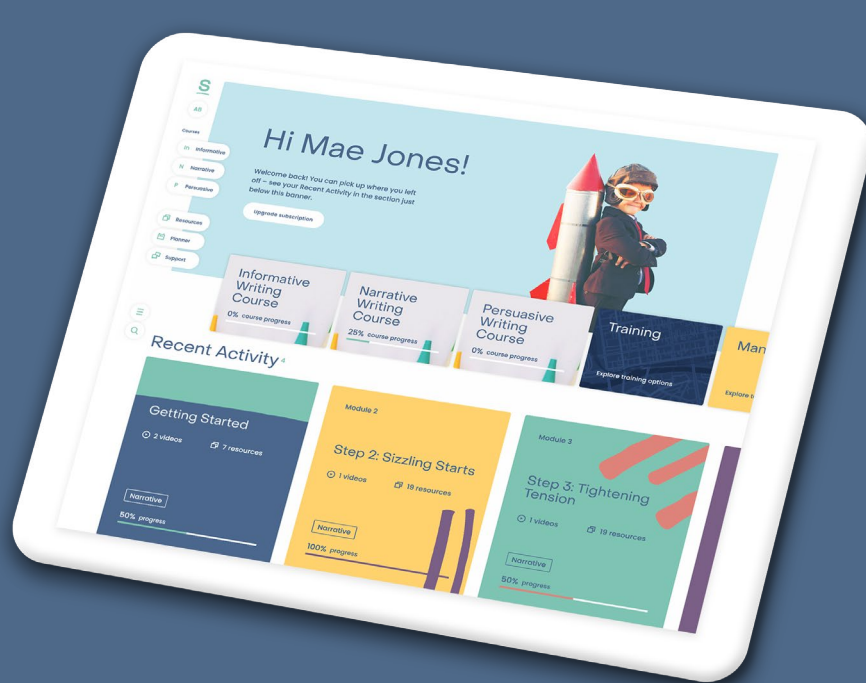 S
All
Courses
In Informative
N Narrative
P Persuasive
Resources
Planner
Support
Hi Mae Jones!
Welcome back! You can pick up where you left
off – see your Recent Activity in the section just
below this banner.
Upgrade subscription
Informative
Writing
Course
0% course progress
Narrative
Writing
Course
25% course progress
Persuasive
Writing
Course
0% course progress
Training
Explore training options
Man
Explore
Recent Activity 4
Getting Started
2 videos
7 resources
Narrative
50% progress
Module 2
Step 2: Sizzling Starts
1 videos
19 resources
Narrative
100% progress
Module 3
Step 3: Tightening
Tension
1 videos
19 resources
Narrative
50% progress